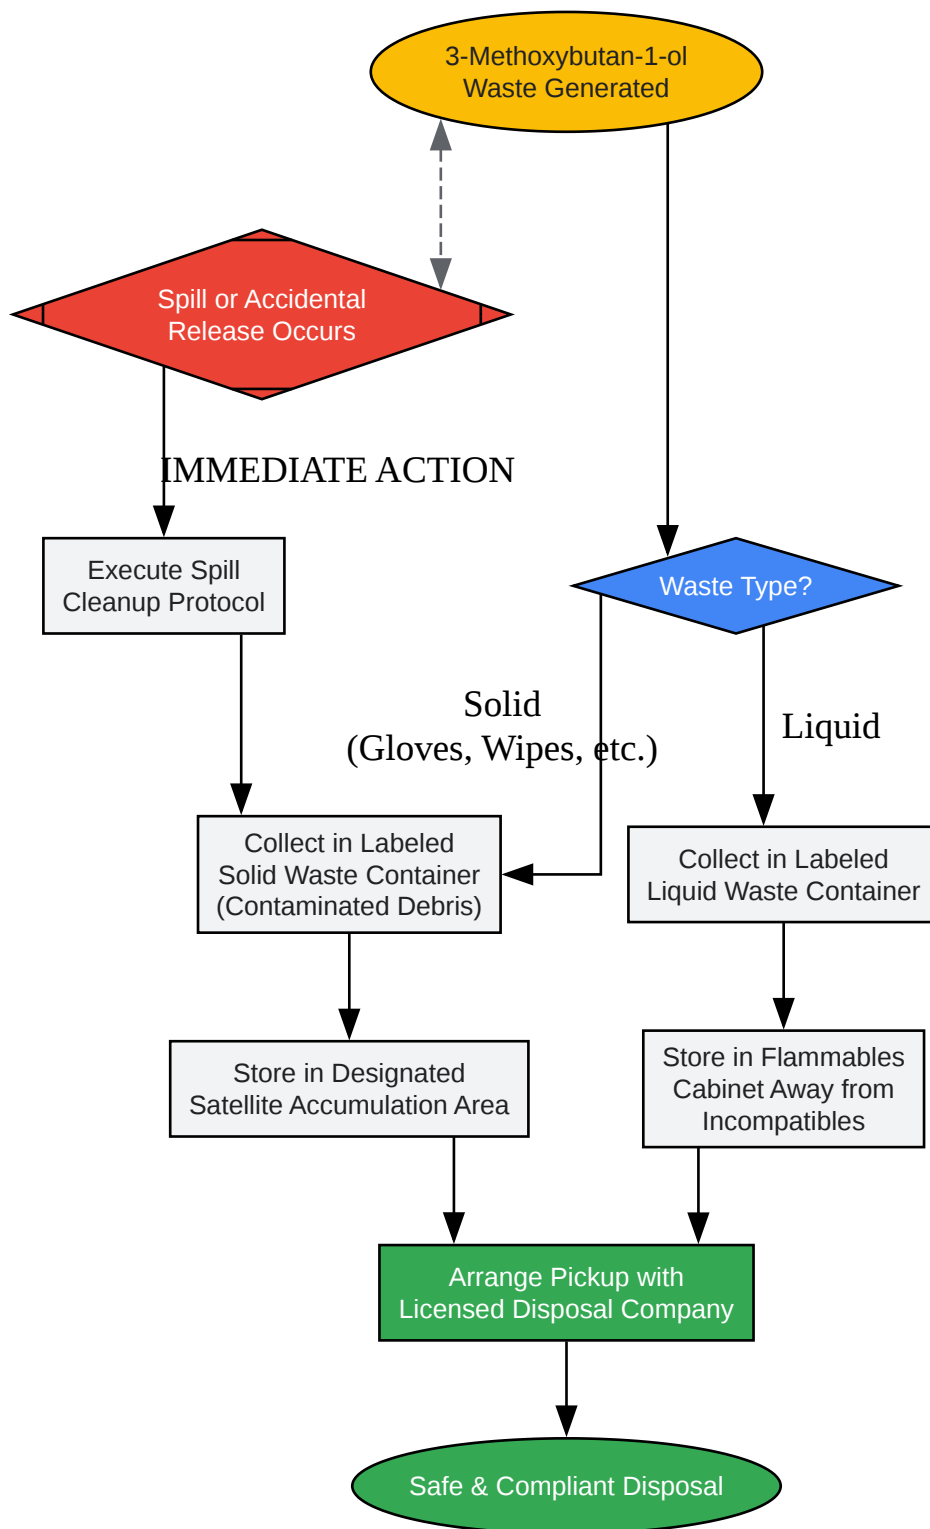 3-Methoxybutan-1-ol
Waste Generated
Spill or Accidental
Release Occurs
IMMEDIATE ACTION
Execute Spill
Cleanup Protocol
Waste Type?
Solid
(Gloves, Wipes, etc.)
Liquid
Collect in Labeled
Solid Waste Container
(Contaminated Debris)
Collect in Labeled
Liquid Waste Container
Store in Designated
Satellite Accumulation Area
Store in Flammables
Cabinet Away from
Incompatibles
Arrange Pickup with
Licensed Disposal Company
Safe & Compliant Disposal